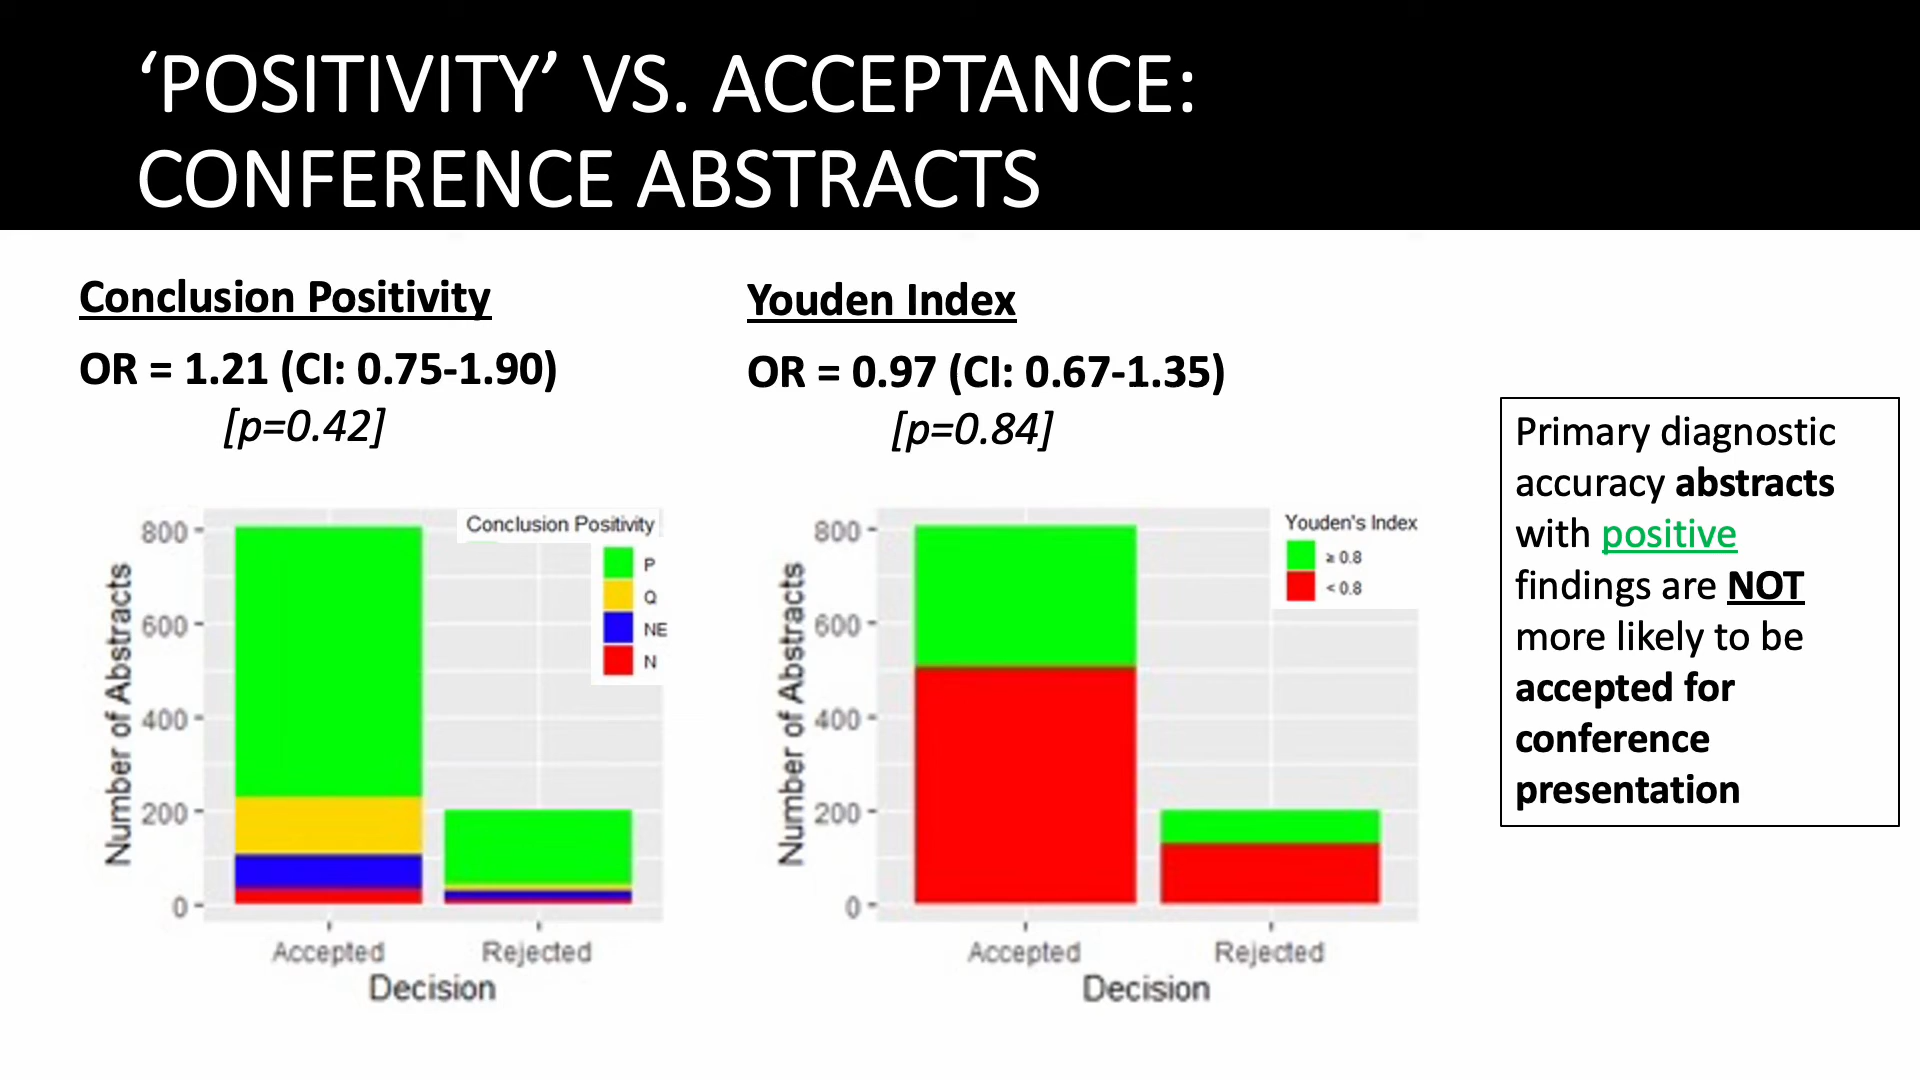 ‘POSITIVITY’ VS. ACCEPTANCE:
CONFERENCE ABSTRACTS
Conclusion Positivity
OR = 1.21 (CI: 0.75-1.90)
[p=0.42]
Youden Index
OR = 0.97 (CI: 0.67-1.35)
[p=0.84]
Primary diagnostic
accuracy abstracts
with positive
findings are NOT
more likely to be
accepted for
conference
presentation
Number of Abstracts
800
600
400
200
0
Conclusion Positivity
P
Q
NE
N
Accepted
Rejected
Decision
Number of Abstracts
800
600
400
200
0
Youden's Index
≥ 0.8
< 0.8
Accepted
Rejected
Decision